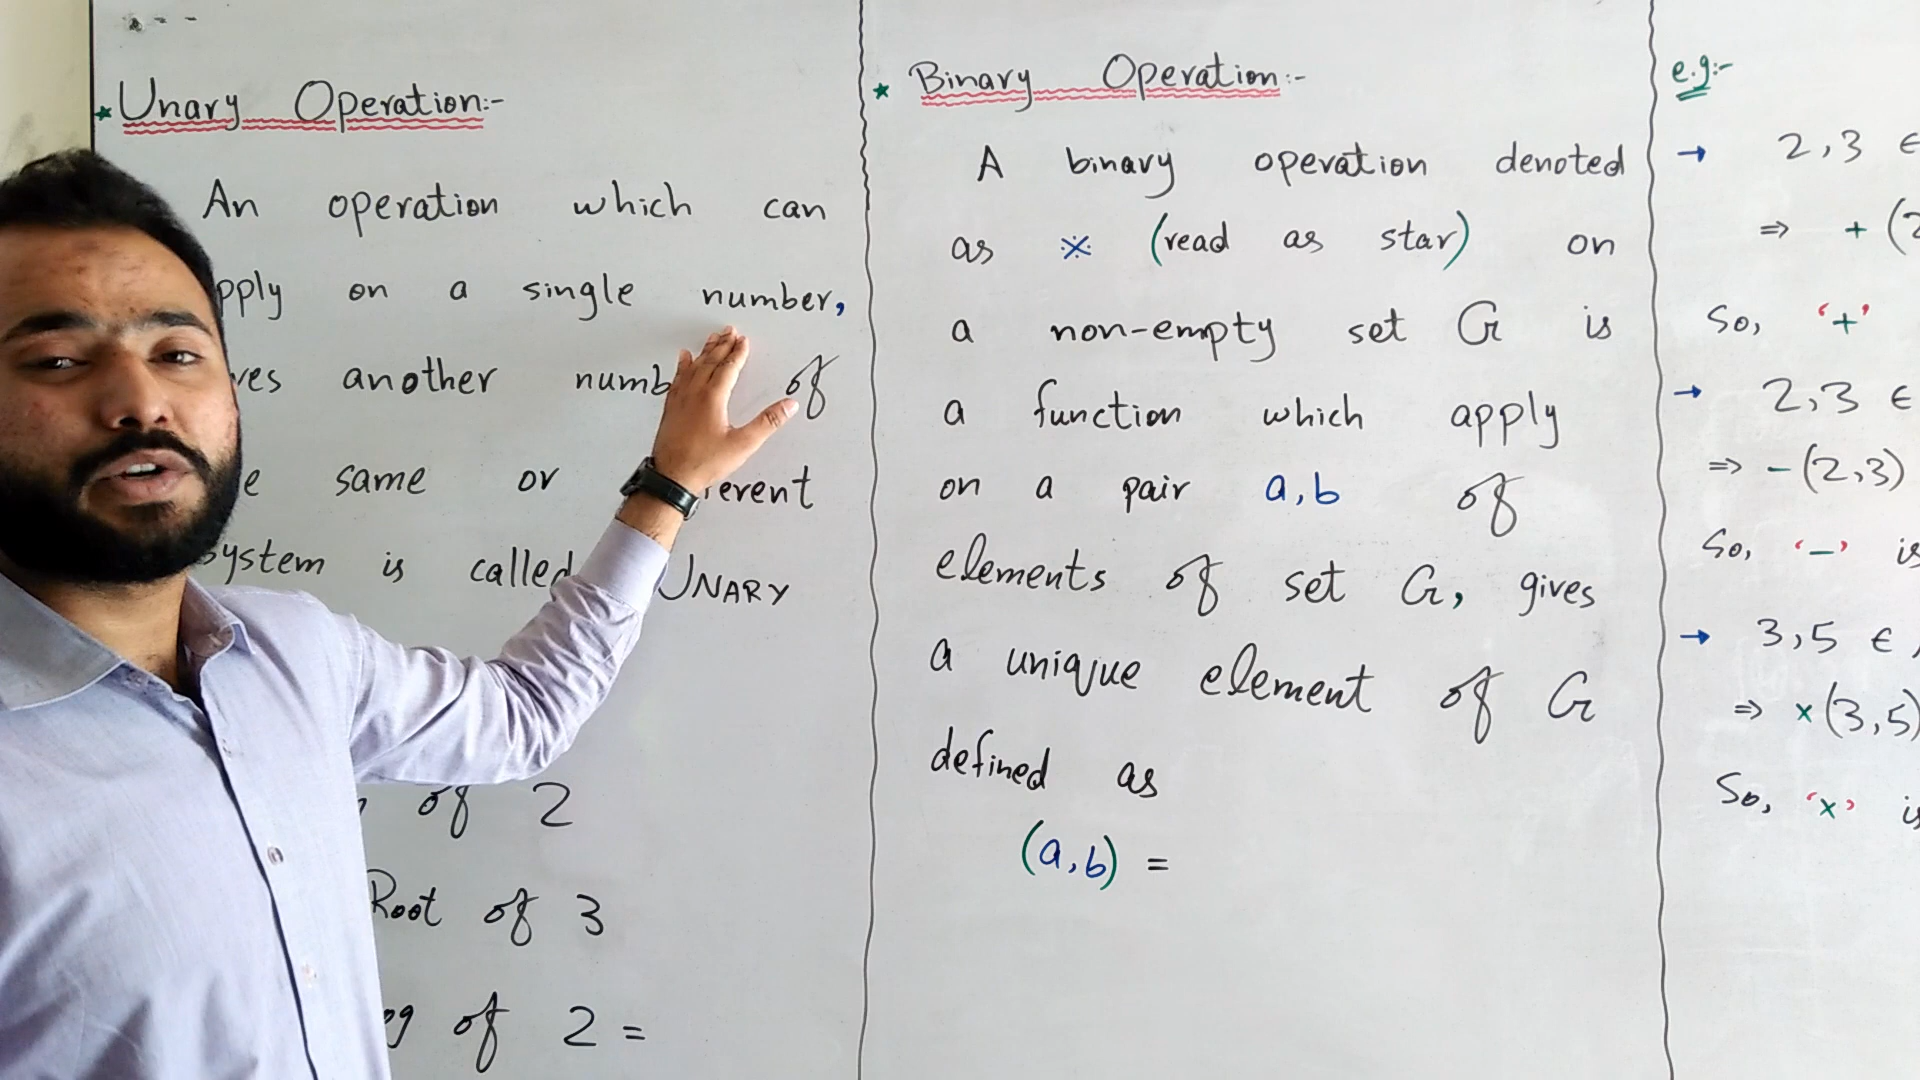 * Unary Operation:-
An operation which can
pply on a single number,
ves another numb of
e same or erent
system is called UNARY
of 2
Root of 3
og of 2 =
* Binary Operation:-
A binary operation denoted
as ※ (read as star) on
a non-empty set G is
a function which apply
on a pair a,b of
elements of set G, gives
a unique element of G
defined as
(a,b) =
e.g:-
→ 2,3 ∈
⇒ + (2
So, '+'
→ 2,3 ∈
⇒ -(2,3)
So, '-' is
→ 3,5 ∈
⇒ ×(3,5)
So, '×' is